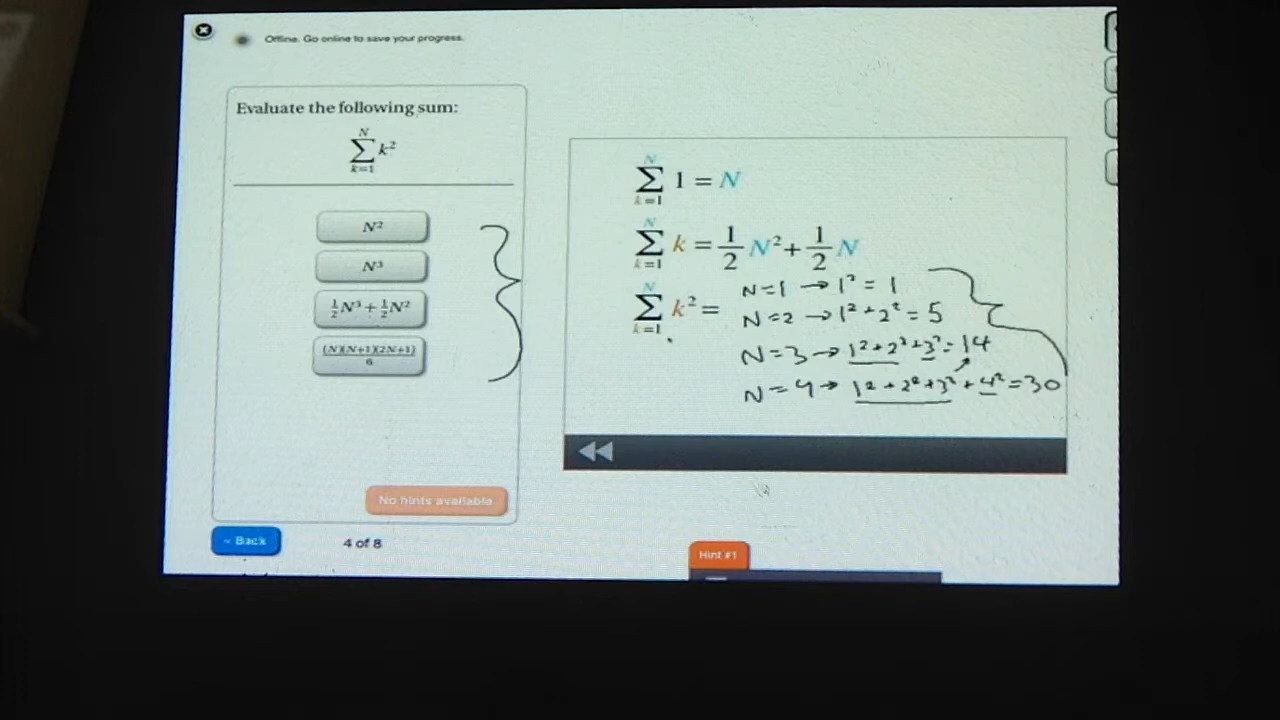 Offline. Go online to save your progress.
Evaluate the following sum:
N
∑ k²
k=1
N²
N³
½N³ + ½N²
(N)(N+1)(2N+1)
6
No hints available
Back
4 of 8
N
∑ 1 = N
k=1
N
∑ k = 1/2 N² + 1/2 N
k=1
N
∑ k² =
k=1
N=1 → 1² = 1
N=2 → 1² + 2² = 5
N=3 → 1² + 2² + 3² = 14
N=4 → 1² + 2² + 3² + 4² = 30
Hint #1